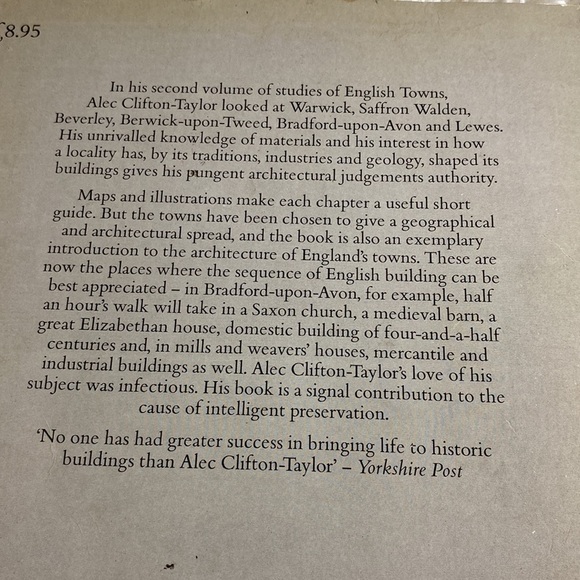 £8.95
In his second volume of studies of English Towns,
Alec Clifton-Taylor looked at Warwick, Saffron Walden,
Beverley, Berwick-upon-Tweed, Bradford-upon-Avon and Lewes.
His unrivalled knowledge of materials and his interest in how
a locality has, by its traditions, industries and geology, shaped its
buildings gives his pungent architectural judgements authority.
Maps and illustrations make each chapter a useful short
guide. But the towns have been chosen to give a geographical
and architectural spread, and the book is also an exemplary
introduction to the architecture of England's towns. These are
now the places where the sequence of English building can be
best appreciated – in Bradford-upon-Avon, for example, half
an hour's walk will take in a Saxon church, a medieval barn, a
great Elizabethan house, domestic building of four-and-a-half
centuries and, in mills and weavers' houses, mercantile and
industrial buildings as well. Alec Clifton-Taylor's love of his
subject was infectious. His book is a signal contribution to the
cause of intelligent preservation.
'No one has had greater success in bringing life to historic
buildings than Alec Clifton-Taylor' – Yorkshire Post